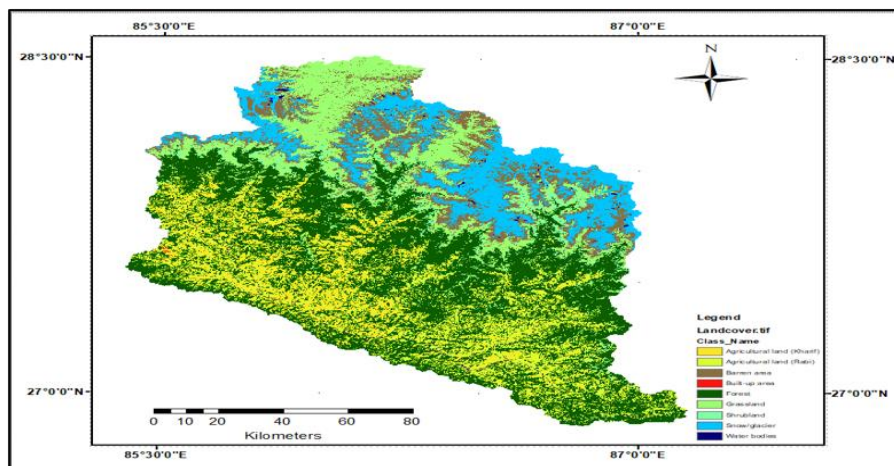 85°30'0"E 87°0'0"E
28°30'0"N 28°30'0"N
N
Legend
Landcover.tif
Class_Name
Agricultural land (Kharif)
Agricultural land (Rabi)
Barren area
Built-up area
Forest
Grassland
Shrubland
Snow/glacier
Water bodies
27°0'0"N 27°0'0"N
0 10 20 40 60 80
Kilometers
85°30'0"E 87°0'0"E